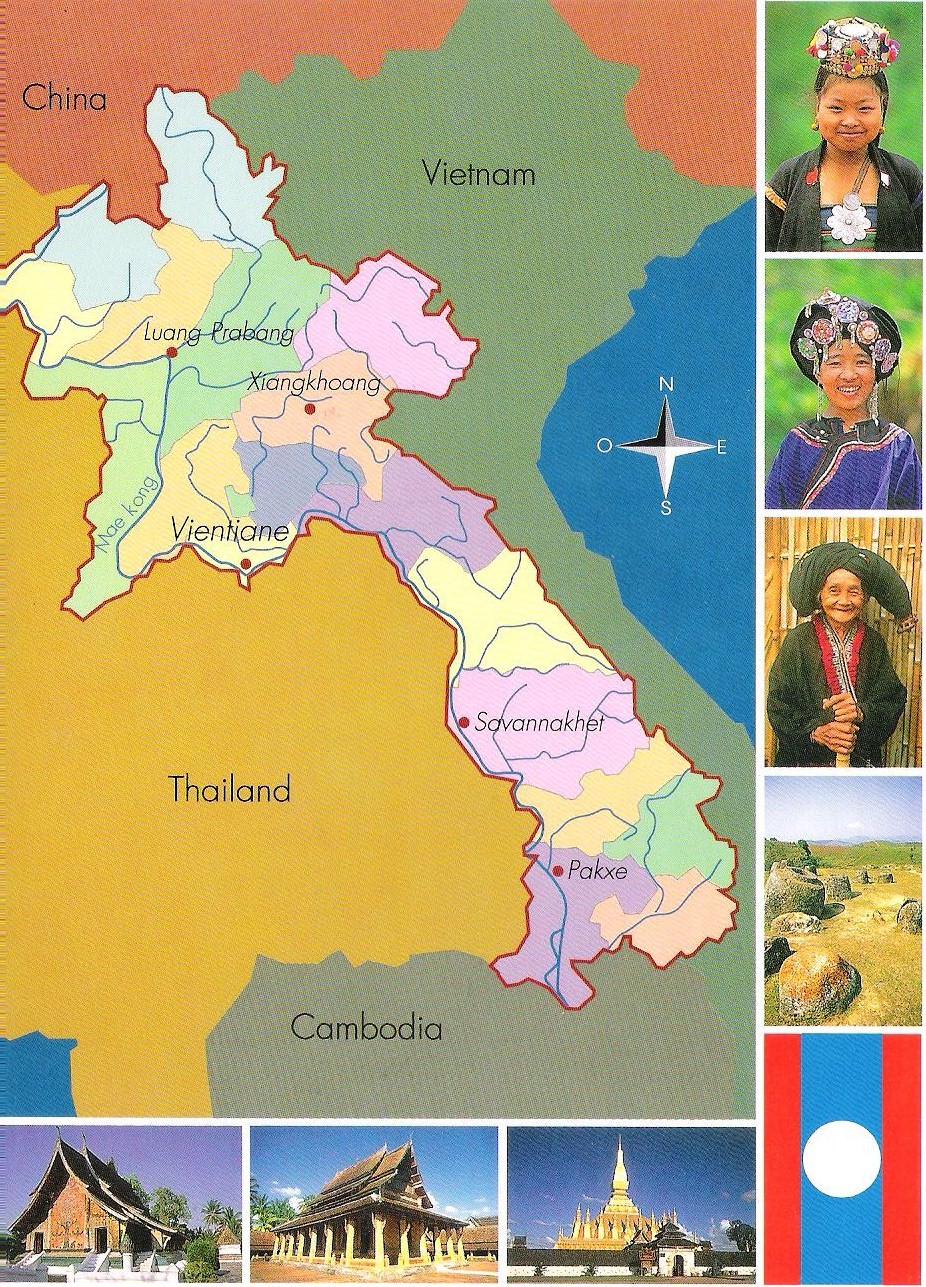 China
Vietnam
Luang Prabang
Xiangkhoang
N
O
E
S
Mae kong
Vientiane
Savannakhet
Thailand
Pakxe
Cambodia